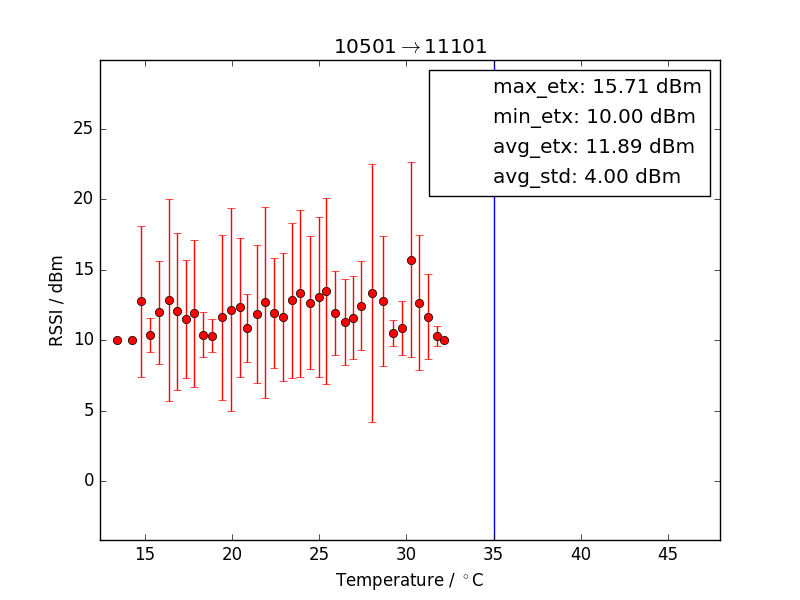 10501→11101
max_etx: 15.71 dBm
min_etx: 10.00 dBm
avg_etx: 11.89 dBm
avg_std: 4.00 dBm
RSSI / dBm
25
20
15
10
5
0
15 20 25 30 35 40 45
Temperature / °C